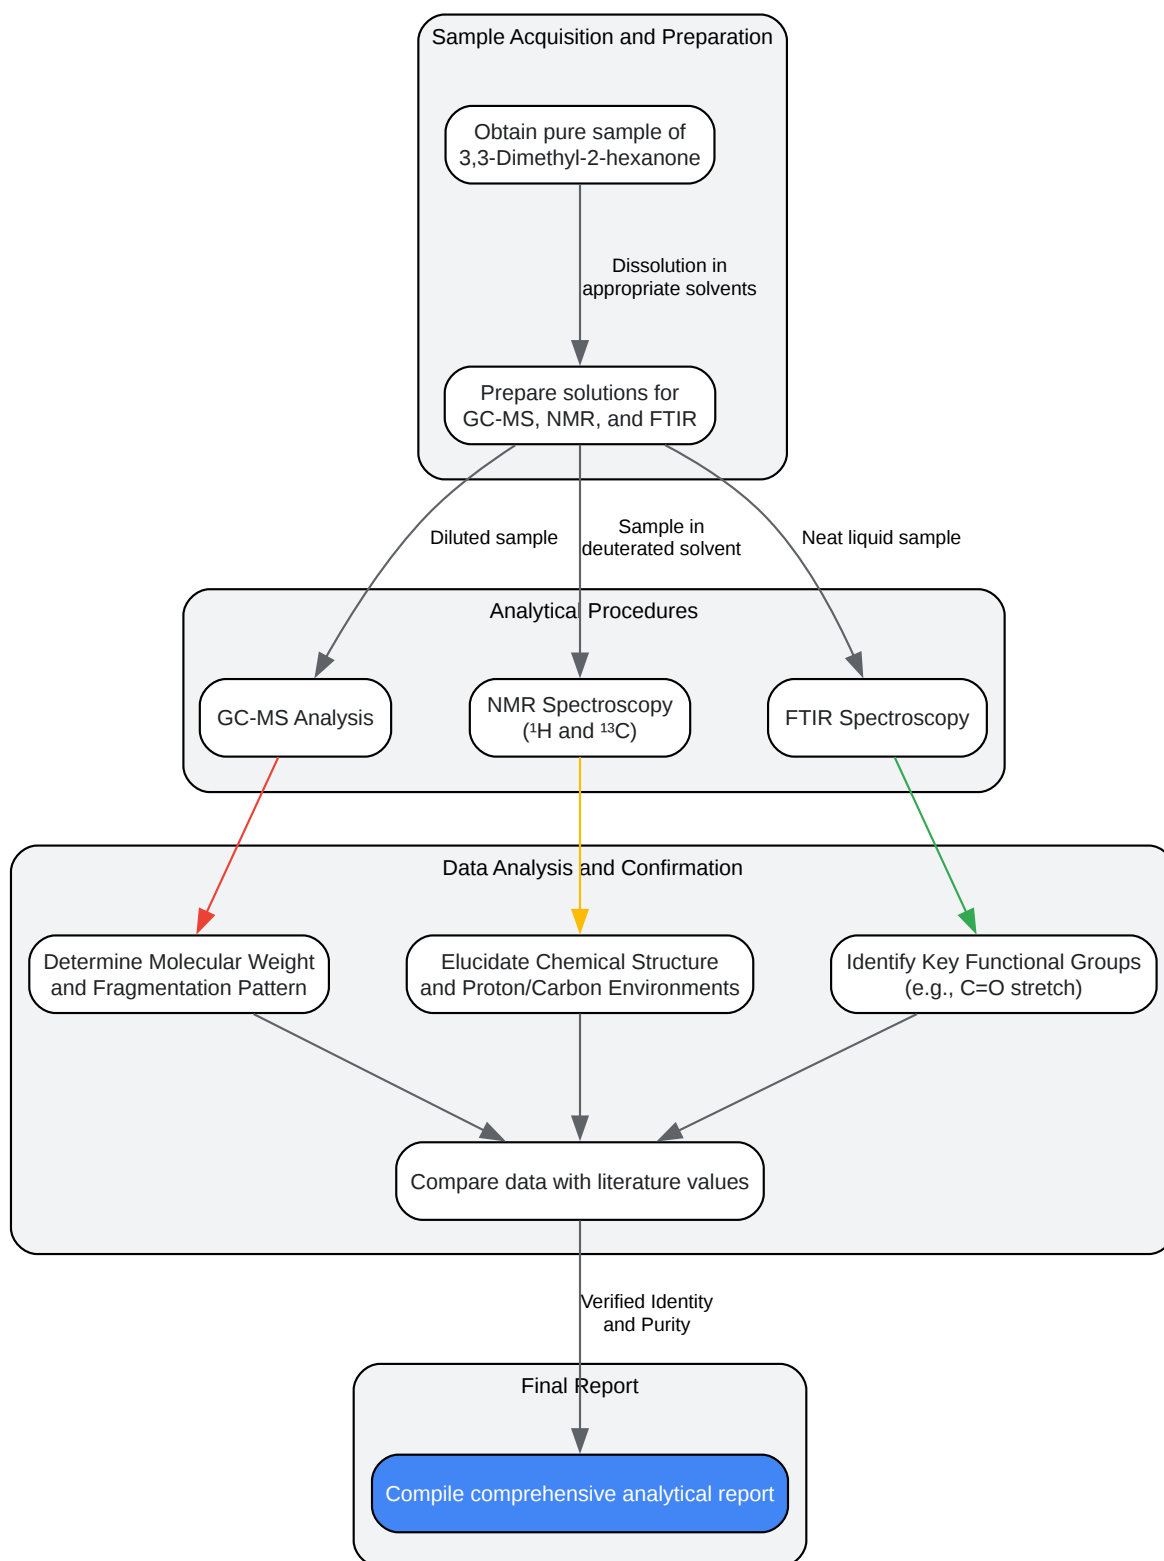 Sample Acquisition and Preparation
Obtain pure sample of
3,3-Dimethyl-2-hexanone
Dissolution in
appropriate solvents
Prepare solutions for
GC-MS, NMR, and FTIR
Diluted sample
Sample in
deuterated solvent
Neat liquid sample
Analytical Procedures
GC-MS Analysis
NMR Spectroscopy
(¹H and ¹³C)
FTIR Spectroscopy
Data Analysis and Confirmation
Determine Molecular Weight
and Fragmentation Pattern
Elucidate Chemical Structure
and Proton/Carbon Environments
Identify Key Functional Groups
(e.g., C=O stretch)
Compare data with literature values
Verified Identity
and Purity
Final Report
Compile comprehensive analytical report